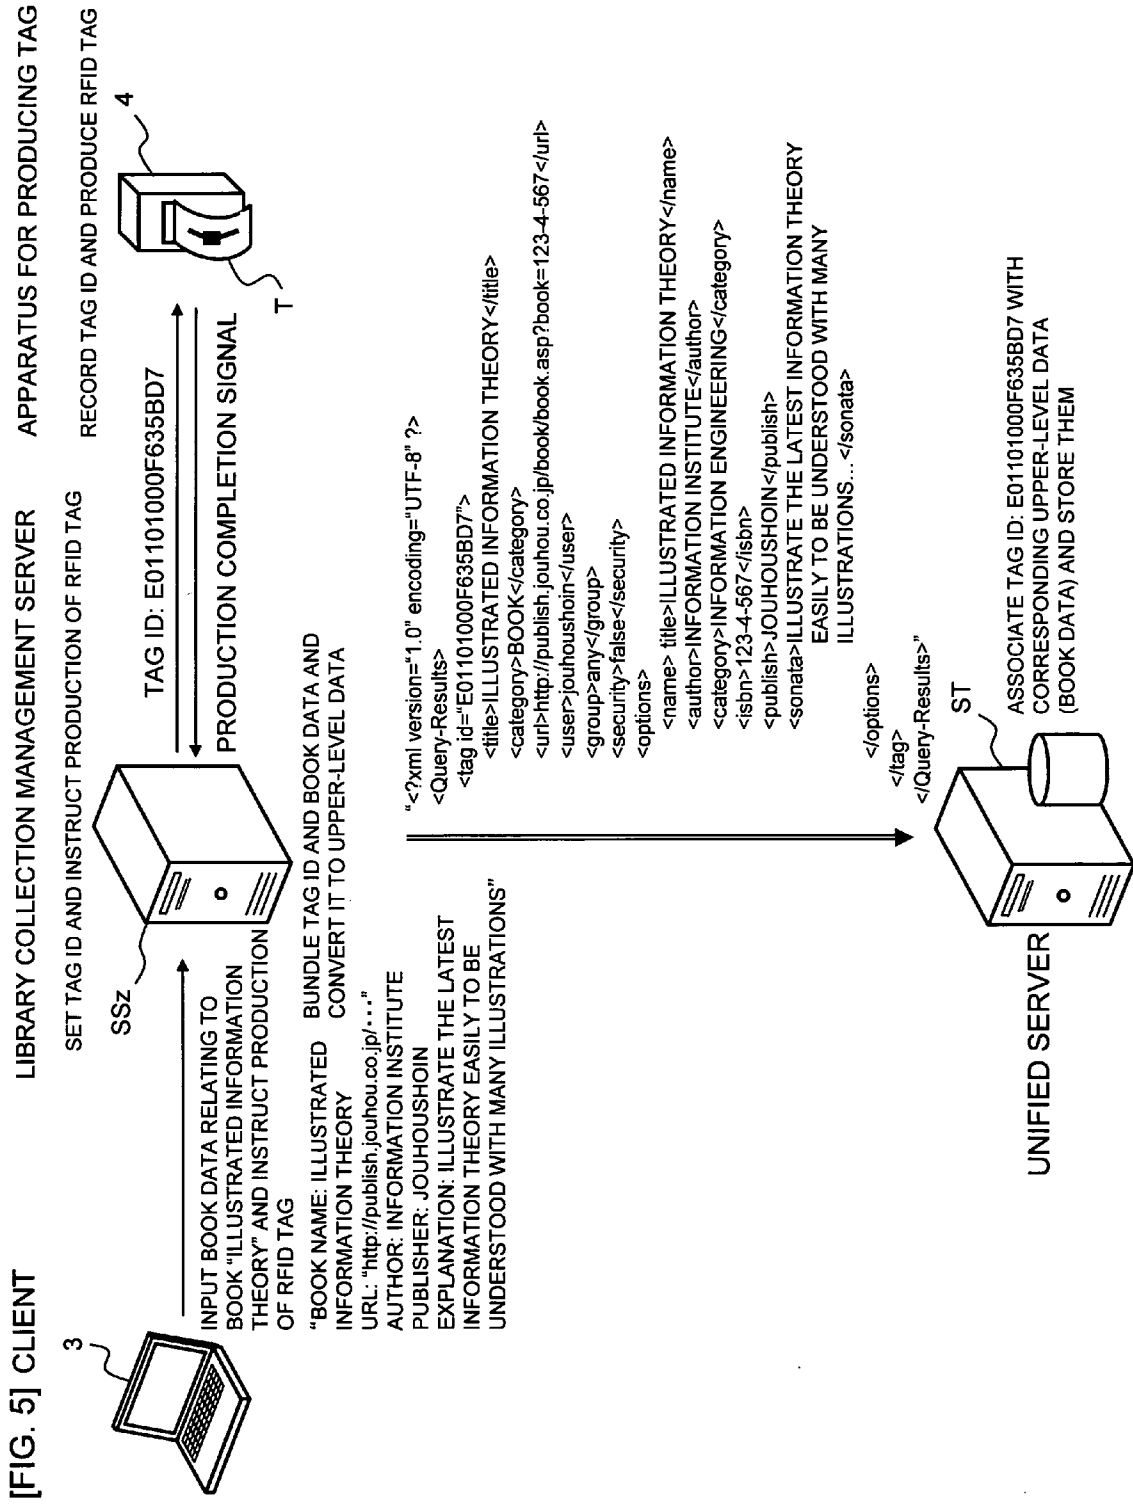 [FIG. 5] CLIENT
LIBRARY COLLECTION MANAGEMENT SERVER
APPARATUS FOR PRODUCING TAG
SET TAG ID AND INSTRUCT PRODUCTION OF RFID TAG
RECORD TAG ID AND PRODUCE RFID TAG
3
SSz
4
T
TAG ID: E01101000F635BD7
PRODUCTION COMPLETION SIGNAL
INPUT BOOK DATA RELATING TO
BOOK “ILLUSTRATED INFORMATION
THEORY” AND INSTRUCT PRODUCTION
OF RFID TAG
“BOOK NAME: ILLUSTRATED
INFORMATION THEORY
URL: “http://publish.jouhou.co.jp/···”
AUTHOR: INFORMATION INSTITUTE
PUBLISHER: JOUHOUSHOIN
EXPLANATION: ILLUSTRATE THE LATEST
INFORMATION THEORY EASILY TO BE
UNDERSTOOD WITH MANY ILLUSTRATIONS”
BUNDLE TAG ID AND BOOK DATA AND
CONVERT IT TO UPPER-LEVEL DATA
“<?xml version=“1.0” encoding=“UTF-8” ?>
<Query-Results>
<tag id=“E01101000F635BD7”>
<title>ILLUSTRATED INFORMATION THEORY</title>
<category>BOOK</category>
<url>http://publish.jouhou.co.jp/book/book.asp?book=123-4-567</url>
<user>jouhoushoin</user>
<group>any</group>
<security>false</security>
<options>
<name> title>ILLUSTRATED INFORMATION THEORY</name>
<author>INFORMATION INSTITUTE</author>
<category>INFORMATION ENGINEERING</category>
<isbn>123-4-567</isbn>
<publish>JOUHOUSHOIN</publish>
<sonata>ILLUSTRATE THE LATEST INFORMATION THEORY
EASILY TO BE UNDERSTOOD WITH MANY
ILLUSTRATIONS... </sonata>
</options>
</tag>
</Query-Results>”
UNIFIED SERVER
ST
ASSOCIATE TAG ID: E01101000F635BD7 WITH
CORRESPONDING UPPER-LEVEL DATA
(BOOK DATA) AND STORE THEM